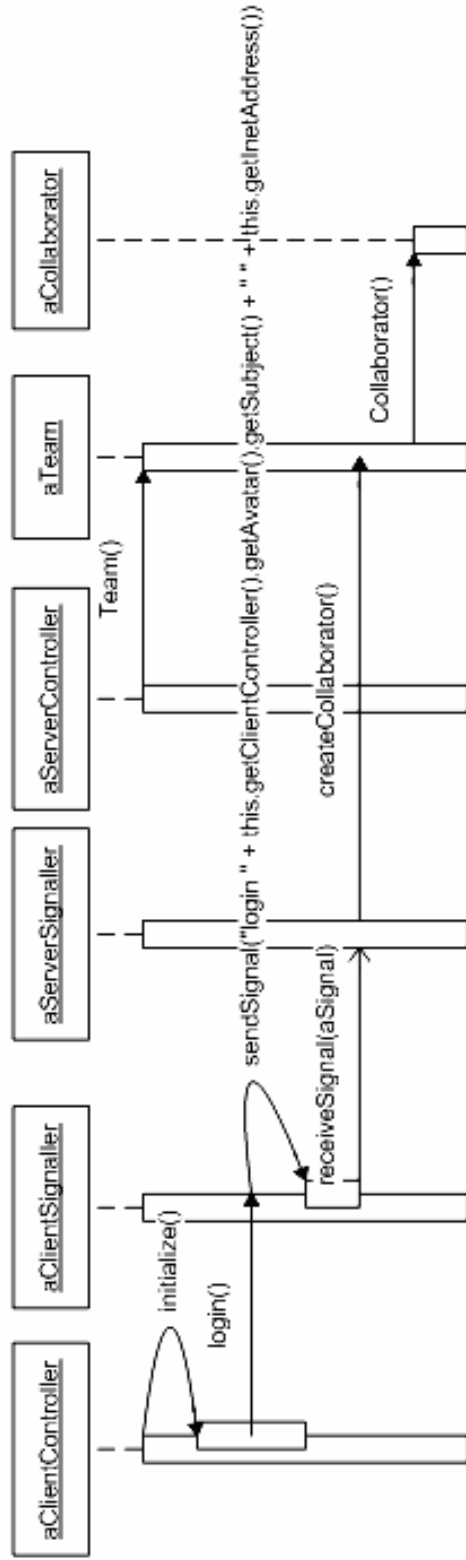 aClientController
aClientSignaller
aServerSignaller
aServerController
aTeam
aCollaborator
Team()
initialize()
login()
sendSignal("login " + this.getClientController().getAvatar().getSubject() + " " + this.getInetAddress())
receiveSignal(aSignal)
createCollaborator()
Collaborator()